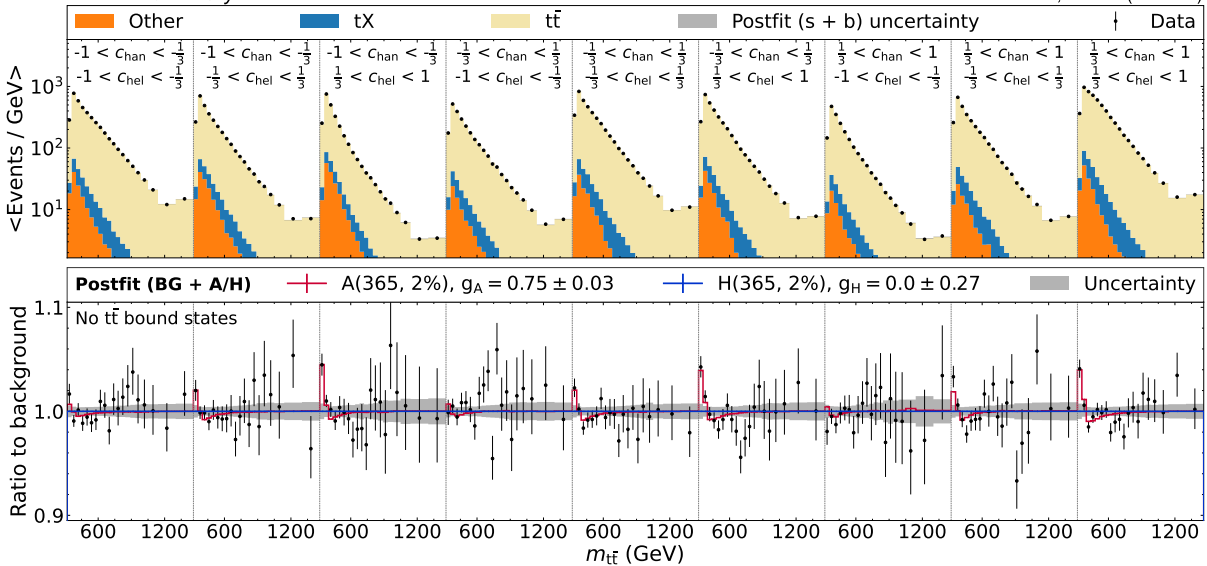 Other tX tt̄ Postfit (s + b) uncertainty Data
-1 < c_han < -1/3 -1 < c_han < -1/3 -1 < c_han < -1/3 -1/3 < c_han < 1/3 -1/3 < c_han < 1/3 -1/3 < c_han < 1/3 1/3 < c_han < 1 1/3 < c_han < 1 1/3 < c_han < 1
-1 < c_hel < -1/3 -1/3 < c_hel < 1/3 1/3 < c_hel < 1 -1 < c_hel < -1/3 -1/3 < c_hel < 1/3 1/3 < c_hel < 1 -1 < c_hel < -1/3 -1/3 < c_hel < 1/3 1/3 < c_hel < 1
<Events / GeV>
10³
10²
10¹
Postfit (BG + A/H) A(365, 2%), g_A = 0.75 ± 0.03 H(365, 2%), g_H = 0.0 ± 0.27 Uncertainty
No tt̄ bound states
Ratio to background
1.1
1.0
0.9
600 1200 600 1200 600 1200 600 1200 600 1200 600 1200 600 1200 600 1200 600 1200
m_tt̄ (GeV)